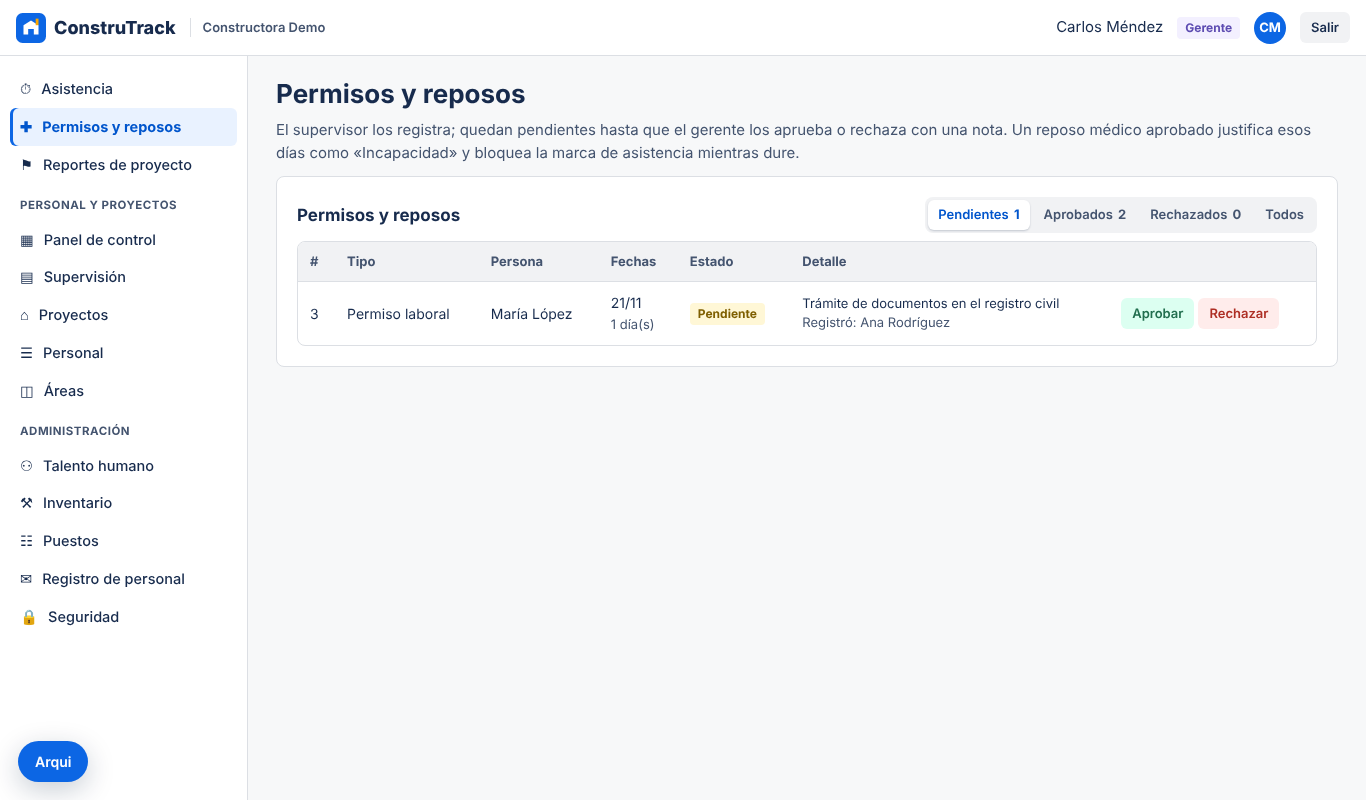 ConstruTrack
Constructora Demo
Carlos Méndez
Gerente
CM
Salir
Asistencia
Permisos y reposos
Reportes de proyecto
PERSONAL Y PROYECTOS
Panel de control
Supervisión
Proyectos
Personal
Áreas
ADMINISTRACIÓN
Talento humano
Inventario
Puestos
Registro de personal
Seguridad
Arqui
Permisos y reposos
El supervisor los registra; quedan pendientes hasta que el gerente los aprueba o rechaza con una nota. Un reposo médico aprobado justifica esos
días como «Incapacidad» y bloquea la marca de asistencia mientras dure.
Permisos y reposos
Pendientes 1 Aprobados 2 Rechazados 0 Todos
# Tipo Persona Fechas Estado Detalle
3 Permiso laboral María López 21/11 1 día(s) Pendiente Trámite de documentos en el registro civil
Registró: Ana Rodríguez
Aprobar Rechazar